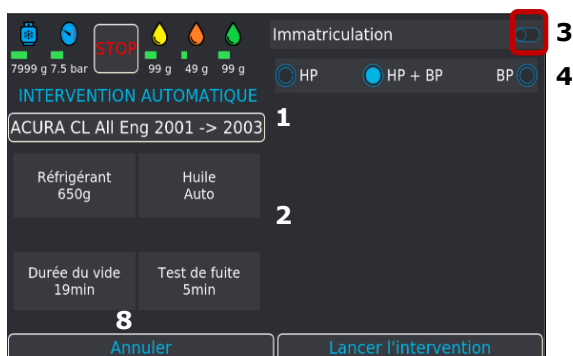 STOP
7999 g 7.5 bar 99 g 49 g 99 g
INTERVENTION AUTOMATIQUE
ACURA CL All Eng 2001 -> 2003
Réfrigérant
650g
Huile
Auto
Durée du vide
19min
Test de fuite
5min
8
Annuler
Immatriculation
3
HP HP + BP BP
4
1
2
Lancer l'intervention